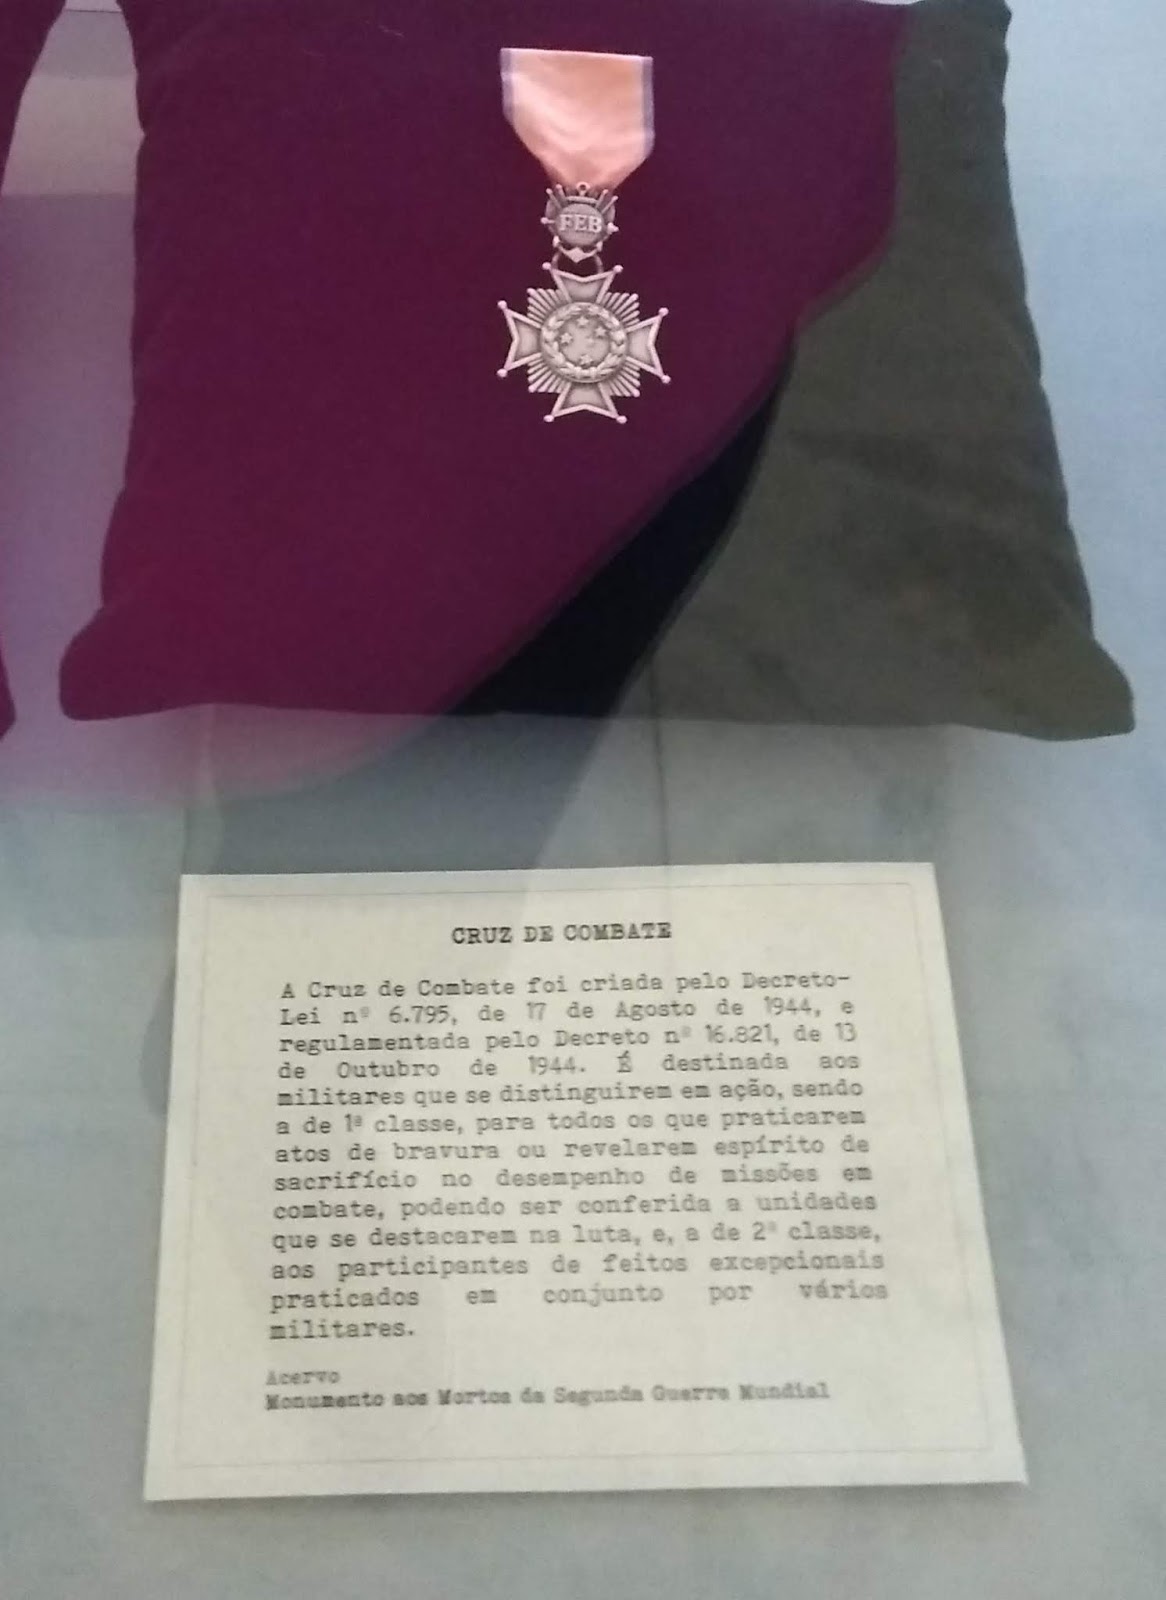 FEB
CRUZ DE COMBATE
A Cruz de Combate foi criada pelo Decreto-
Lei nº 6.795, de 17 de Agosto de 1944, e
regulamentada pelo Decreto nº 16.821, de 13
de Outubro de 1944. É destinada aos
militares que se distinguirem em ação, sendo
a de 1ª classe, para todos os que praticarem
atos de bravura ou revelarem espírito de
sacrifício no desempenho de missões em
combate, podendo ser conferida a unidades
que se destacarem na luta, e, a de 2ª classe,
aos participantes de feitos excepcionais
praticados em conjunto por vários
militares.
Acervo
Monumento aos Mortos da Segunda Guerra Mundial